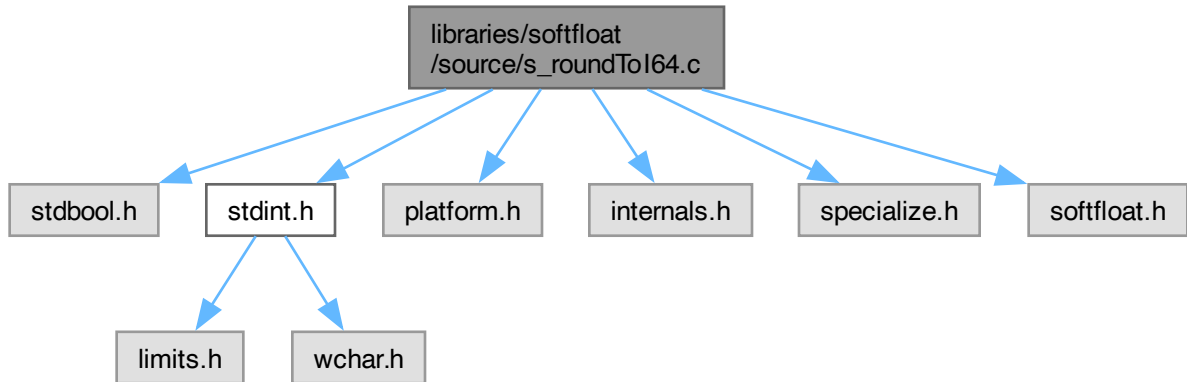 libraries/softfloat
/source/s_roundToI64.c
stdbool.h
stdint.h
platform.h
internals.h
specialize.h
softfloat.h
limits.h
wchar.h